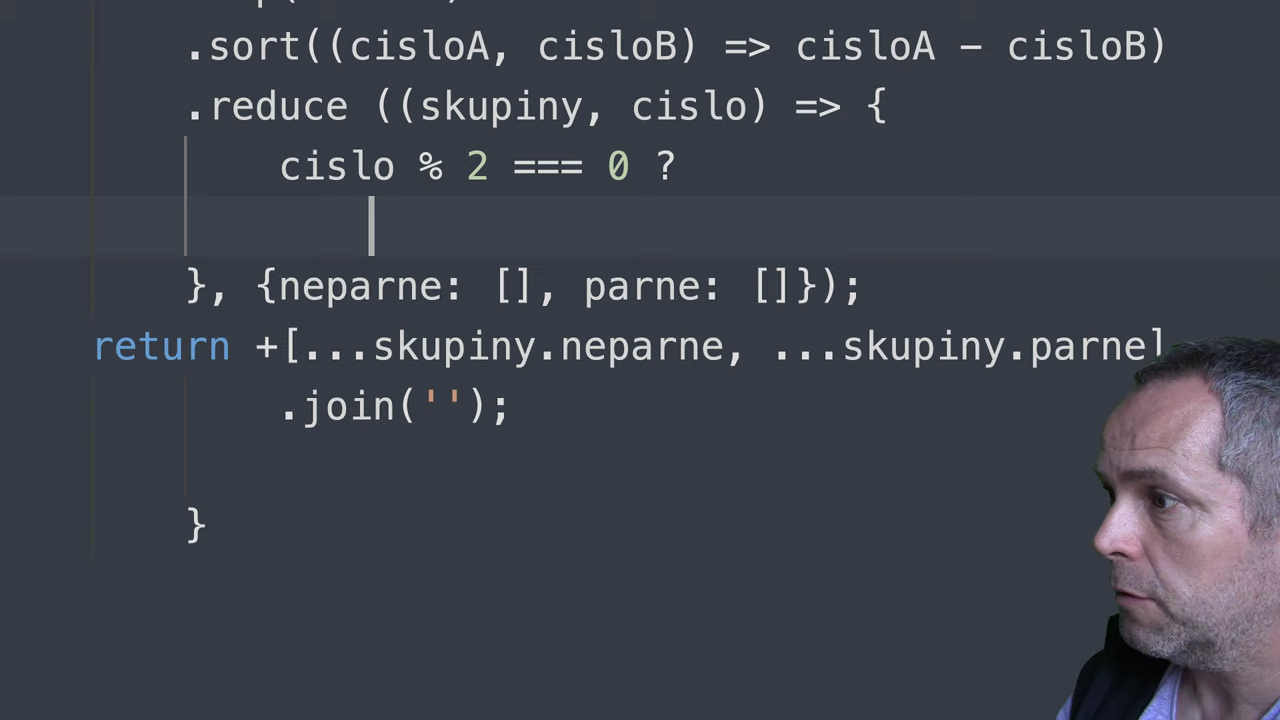 .sort((cisloA, cisloB) => cisloA - cisloB)
.reduce ((skupiny, cislo) => {
cislo % 2 === 0 ?
}, {neparne: [], parne: []});
return +[...skupiny.neparne, ...skupiny.parne]
.join('');
}